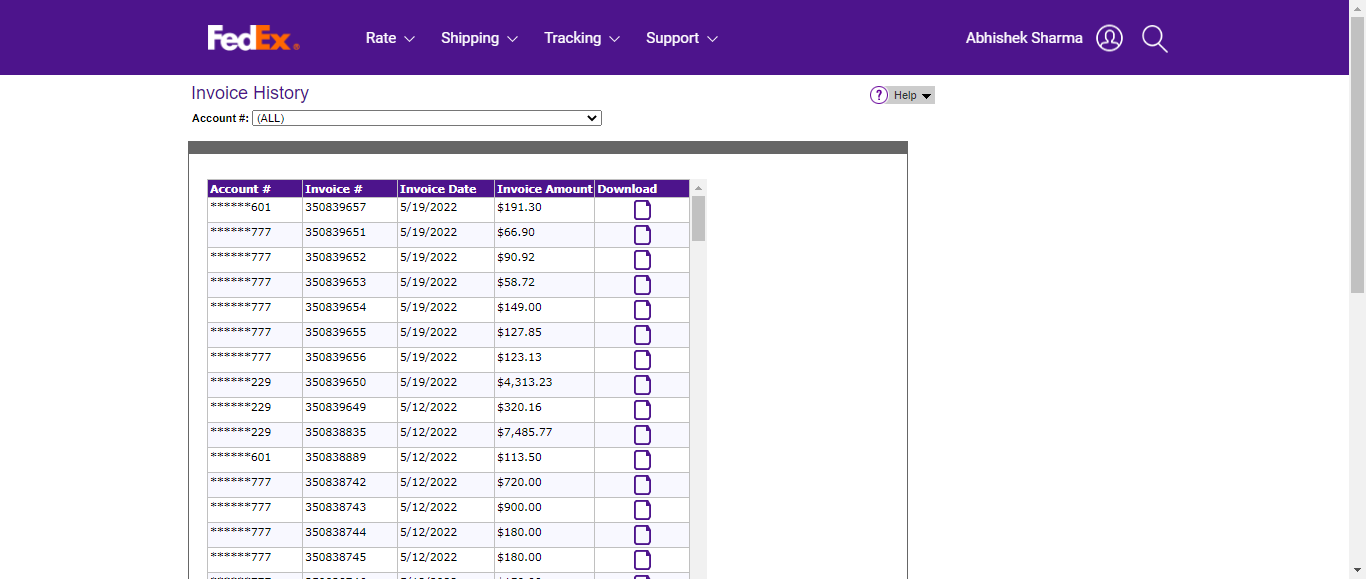 FedEx® Rate Shipping Tracking Support Abhishek Sharma
Invoice History
? Help
Account #: (ALL)
Account # Invoice # Invoice Date Invoice Amount Download
******601 350839657 5/19/2022 $191.30
******777 350839651 5/19/2022 $66.90
******777 350839652 5/19/2022 $90.92
******777 350839653 5/19/2022 $58.72
******777 350839654 5/19/2022 $149.00
******777 350839655 5/19/2022 $127.85
******777 350839656 5/19/2022 $123.13
******229 350839650 5/19/2022 $4,313.23
******229 350839649 5/12/2022 $320.16
******229 350838835 5/12/2022 $7,485.77
******601 350838889 5/12/2022 $113.50
******777 350838742 5/12/2022 $720.00
******777 350838743 5/12/2022 $900.00
******777 350838744 5/12/2022 $180.00
******777 350838745 5/12/2022 $180.00